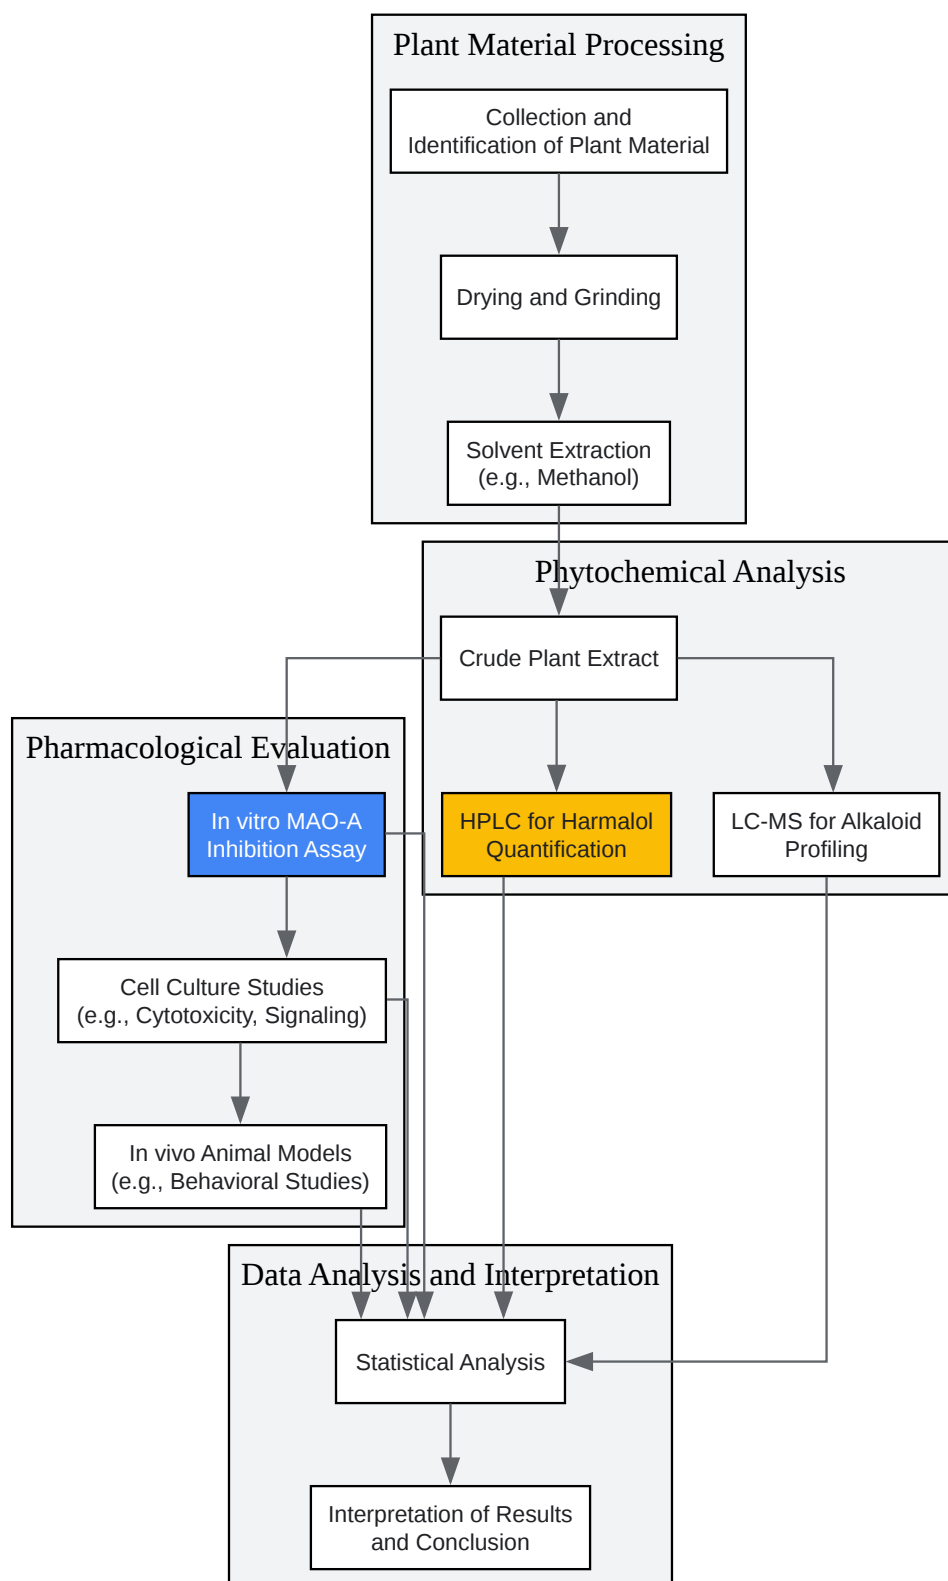 Plant Material Processing
Collection and
Identification of Plant Material
Drying and Grinding
Solvent Extraction
(e.g., Methanol)
Phytochemical Analysis
Crude Plant Extract
Pharmacological Evaluation
In vitro MAO-A
Inhibition Assay
HPLC for Harmalol
Quantification
LC-MS for Alkaloid
Profiling
Cell Culture Studies
(e.g., Cytotoxicity, Signaling)
In vivo Animal Models
(e.g., Behavioral Studies)
Data Analysis and Interpretation
Statistical Analysis
Interpretation of Results
and Conclusion